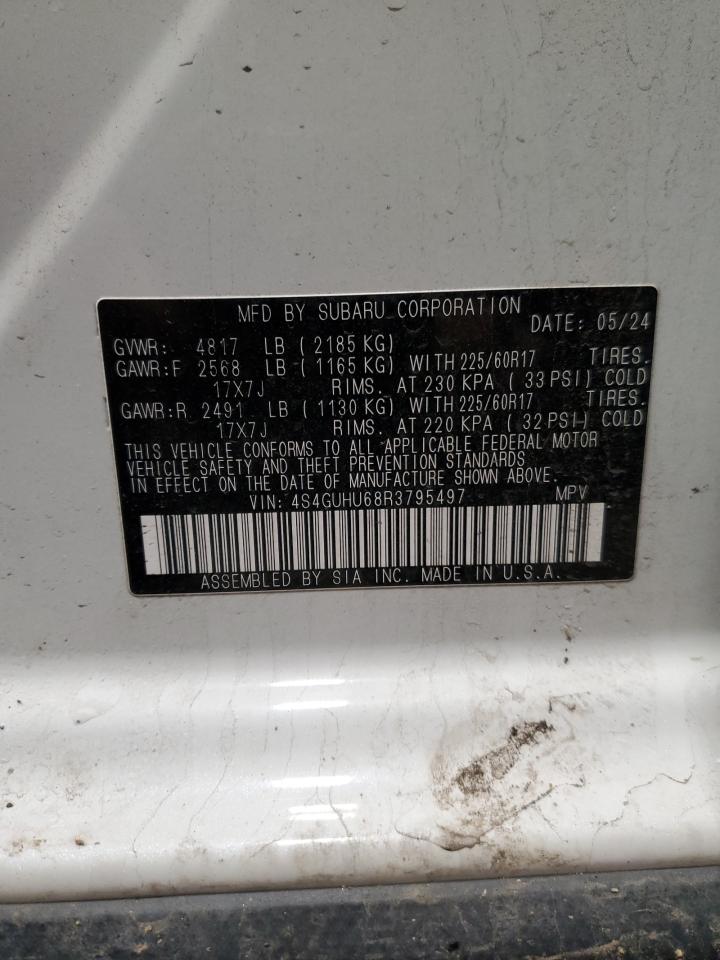 MFD BY SUBARU CORPORATION
DATE: 05/24
GVWR: 4817 LB ( 2185 KG)
GAWR:F 2568 LB ( 1165 KG) WITH 225/60R17 TIRES.
17X7J RIMS. AT 230 KPA ( 33 PSI) COLD
GAWR:R 2491 LB ( 1130 KG) WITH 225/60R17 TIRES.
17X7J RIMS. AT 220 KPA ( 32 PSI) COLD
THIS VEHICLE CONFORMS TO ALL APPLICABLE FEDERAL MOTOR
VEHICLE SAFETY AND THEFT PREVENTION STANDARDS
IN EFFECT ON THE DATE OF MANUFACTURE SHOWN ABOVE.
VIN: 4S4GUHU68R3795497 MPV
ASSEMBLED BY SIA INC. MADE IN U.S.A.